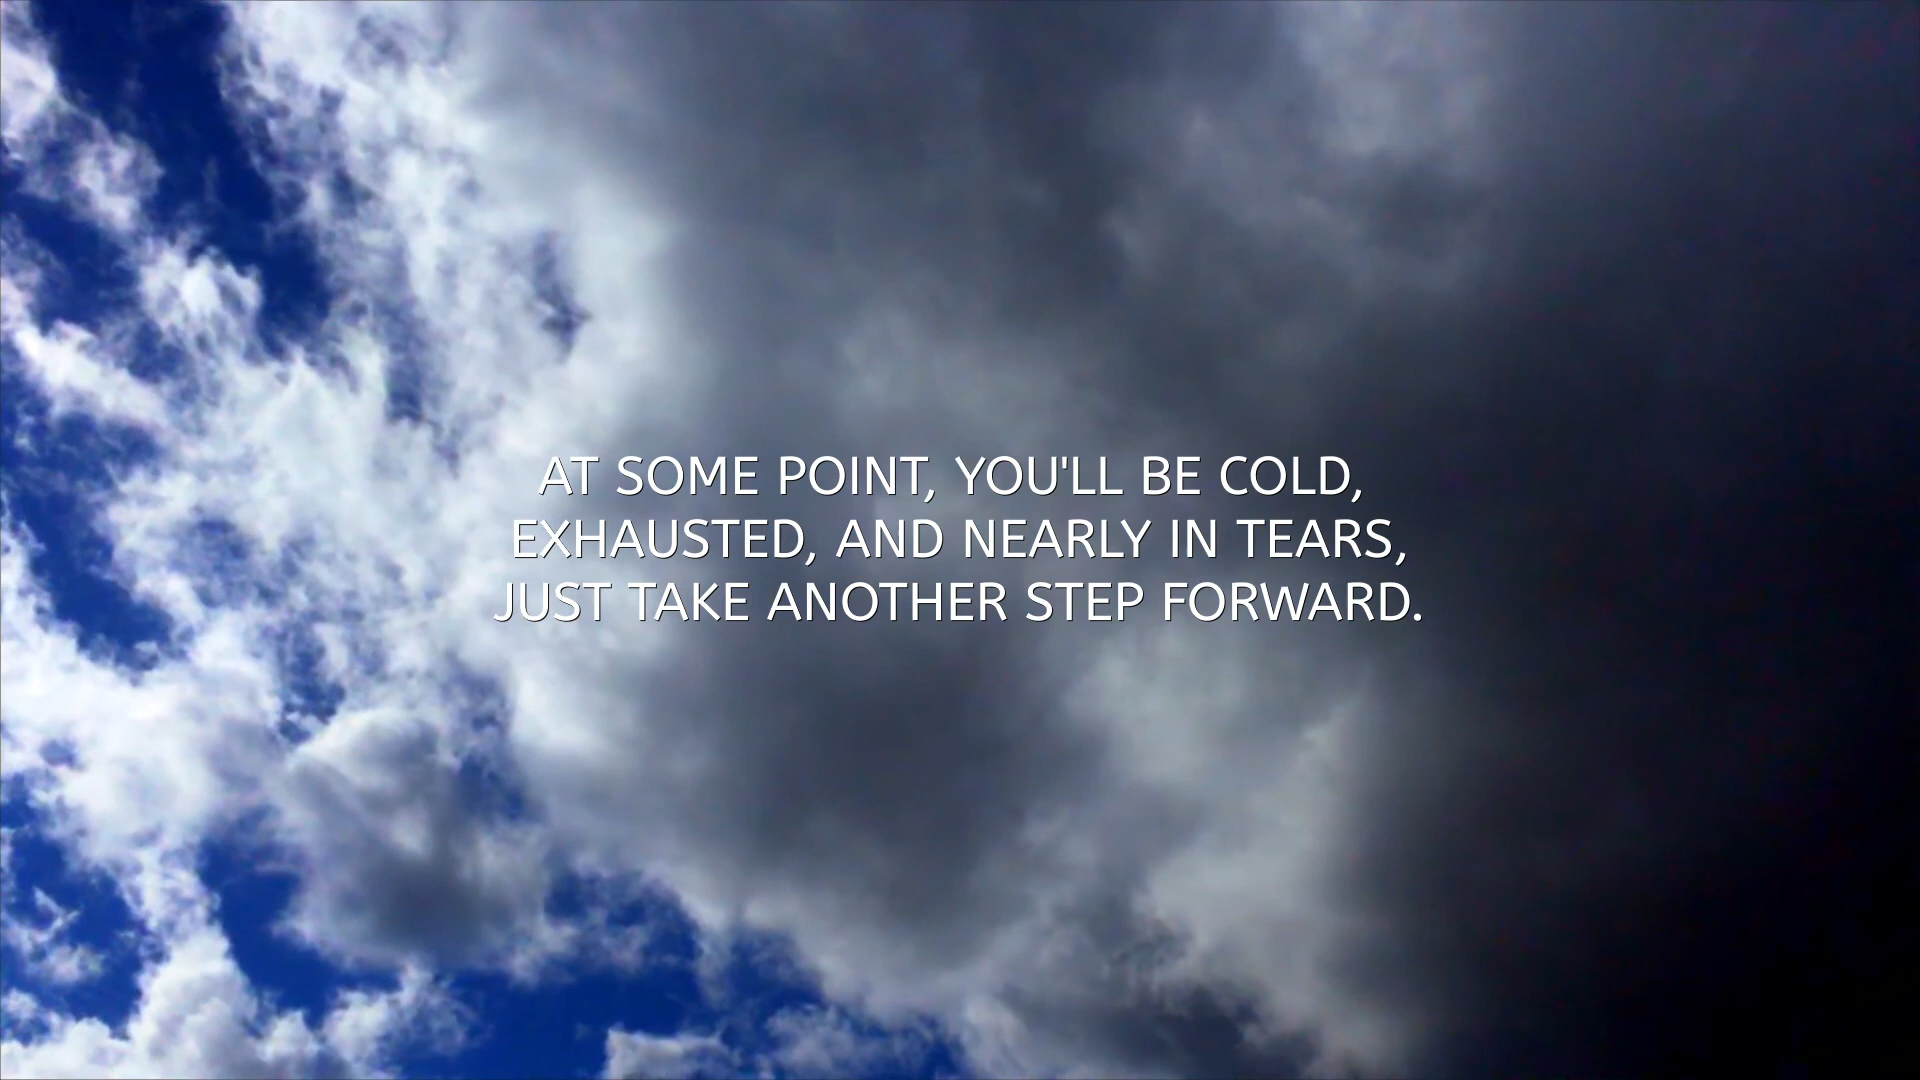 AT SOME POINT, YOU'LL BE COLD,
EXHAUSTED, AND NEARLY IN TEARS,
JUST TAKE ANOTHER STEP FORWARD.